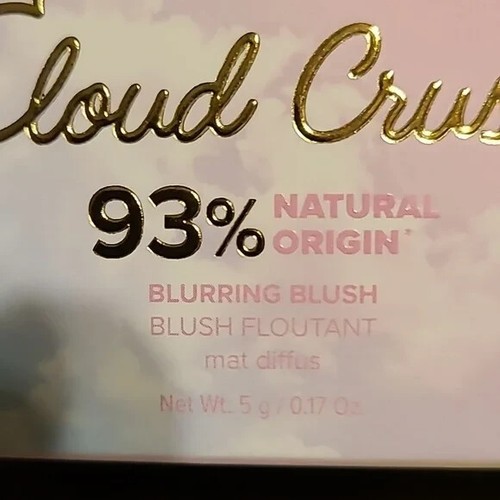 Cloud Crus
93% NATURAL ORIGIN*
BLURRING BLUSH
BLUSH FLOUTANT
mat diffus
Net Wt. 5 g / 0.17 Oz.